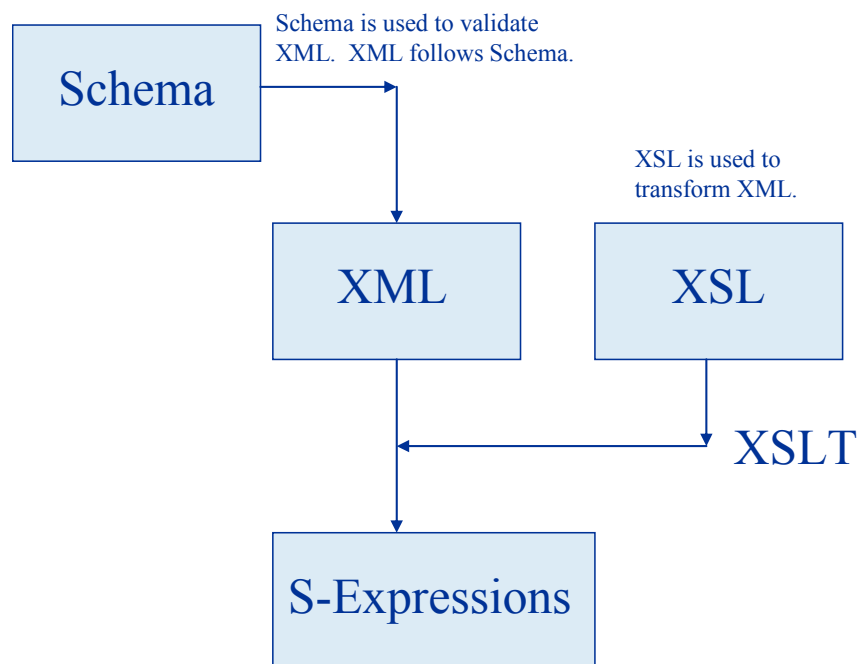 Schema is used to validate
XML.  XML follows Schema.
Schema
XSL is used to
transform XML.
XML
XSL
XSLT
S-Expressions